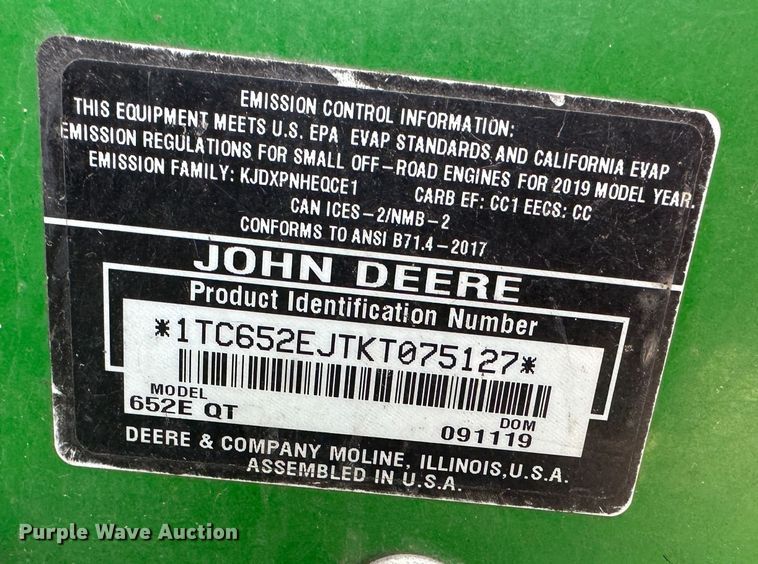 EMISSION CONTROL INFORMATION:
THIS EQUIPMENT MEETS U.S. EPA EVAP STANDARDS AND CALIFORNIA EVAP
EMISSION REGULATIONS FOR SMALL OFF-ROAD ENGINES FOR 2019 MODEL YEAR.
EMISSION FAMILY: KJDXPNHEQCE1 CARB EF: CC1 EECS: CC
CAN ICES-2/NMB-2
CONFORMS TO ANSI B71.4-2017
JOHN DEERE
Product Identification Number
*1TC652EJTKT075127*
MODEL DOM
652E QT 091119
DEERE & COMPANY MOLINE, ILLINOIS, U.S.A.
ASSEMBLED IN U.S.A.
Purple Wave Auction